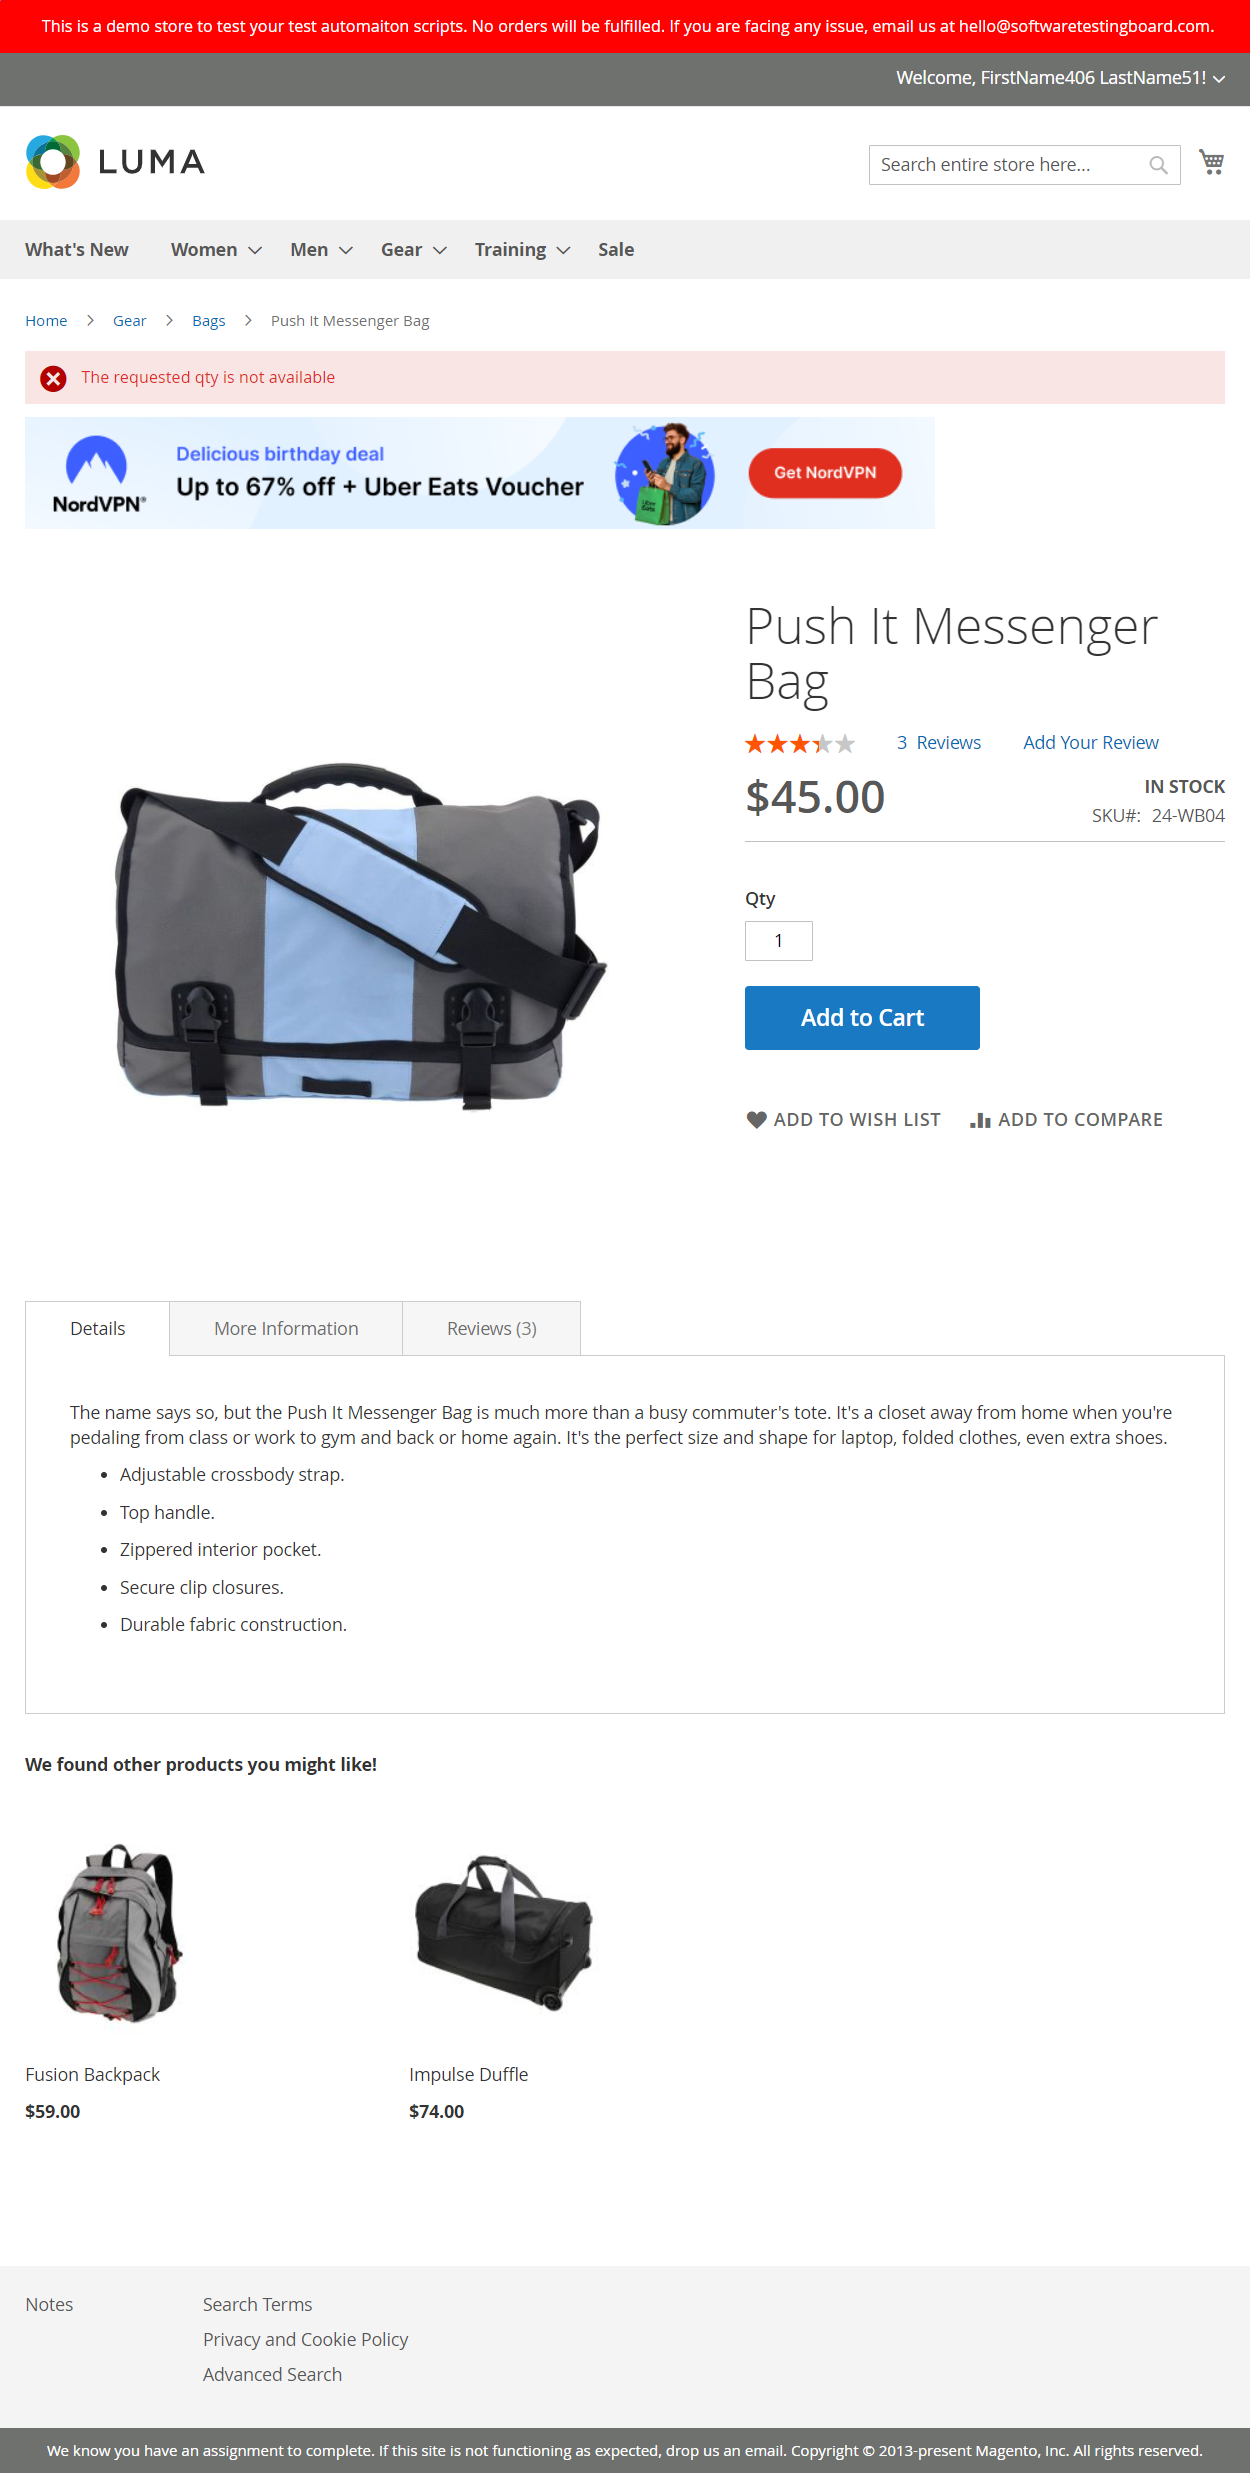 This is a demo store to test your test automaiton scripts. No orders will be fulfilled. If you are facing any issue, email us at hello@softwaretestingboard.com.
Welcome, FirstName406 LastName51!
LUMA
Search entire store here...
What's New Women Men Gear Training Sale
Home Gear Bags Push It Messenger Bag
The requested qty is not available
NordVPN®
Delicious birthday deal
Up to 67% off + Uber Eats Voucher
Uber Eats
Get NordVPN
Push It Messenger
Bag
3 Reviews Add Your Review
$45.00
IN STOCK
SKU#: 24-WB04
Qty
1
Add to Cart
ADD TO WISH LIST ADD TO COMPARE
Details More Information Reviews (3)
The name says so, but the Push It Messenger Bag is much more than a busy commuter's tote. It's a closet away from home when you're
pedaling from class or work to gym and back or home again. It's the perfect size and shape for laptop, folded clothes, even extra shoes.
• Adjustable crossbody strap.
• Top handle.
• Zippered interior pocket.
• Secure clip closures.
• Durable fabric construction.
We found other products you might like!
Fusion Backpack
$59.00
Impulse Duffle
$74.00
Notes
Search Terms
Privacy and Cookie Policy
Advanced Search
We know you have an assignment to complete. If this site is not functioning as expected, drop us an email. Copyright © 2013-present Magento, Inc. All rights reserved.